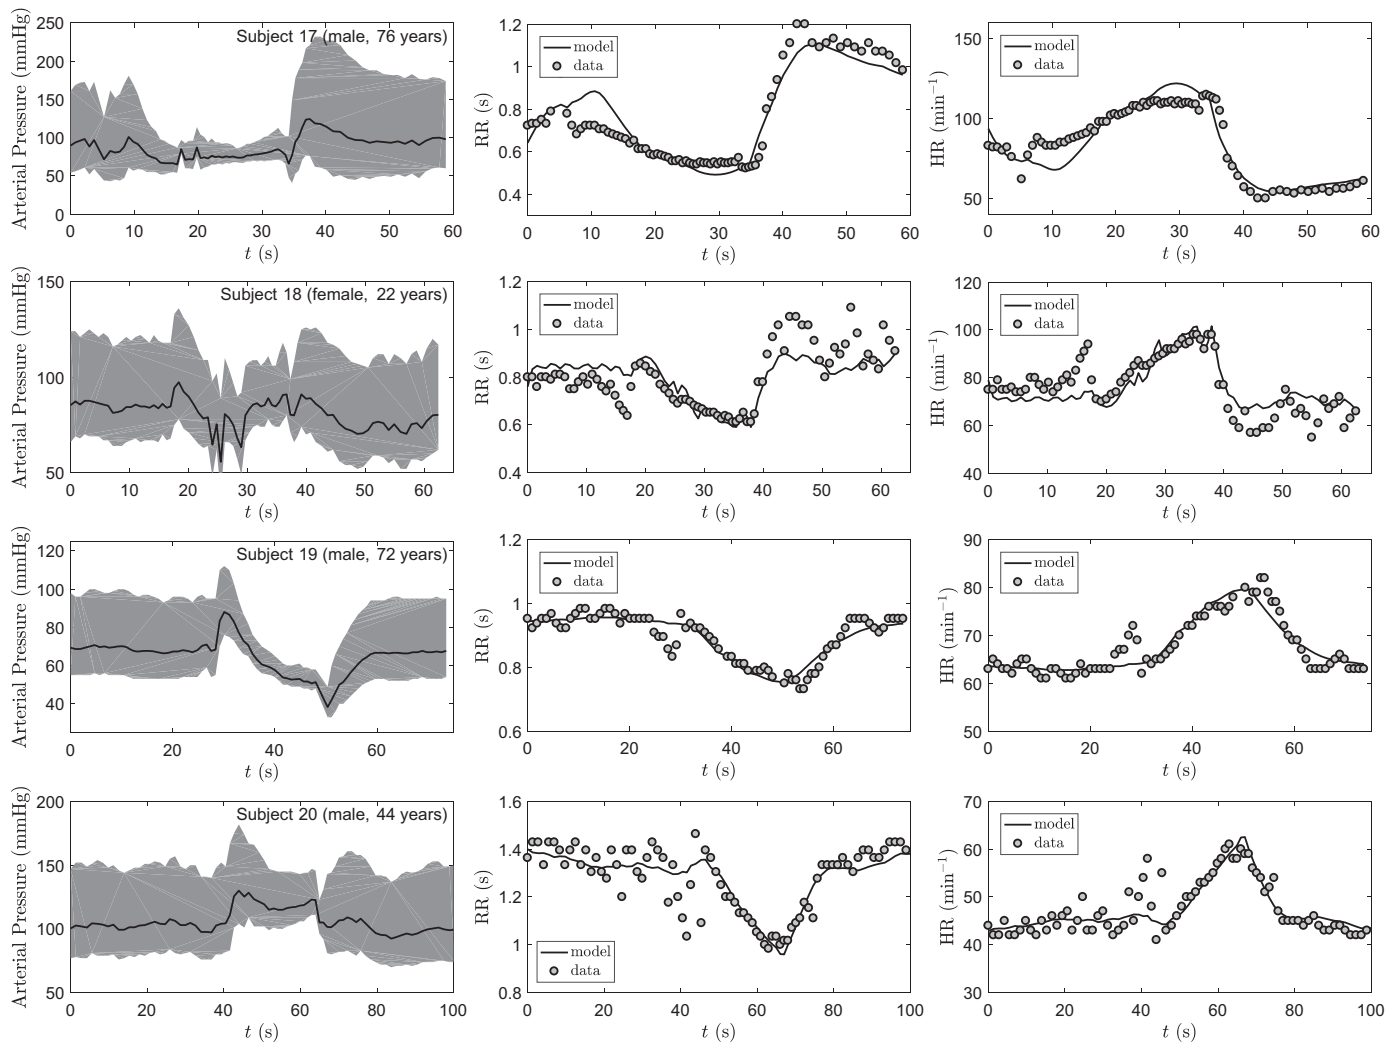 Arterial Pressure (mmHg)
250
200
150
100
50
0
Subject 17 (male, 76 years)
0 10 20 30 40 50 60
t (s)
RR (s)
1.2
1
0.8
0.6
0.4
model
data
0 10 20 30 40 50 60
t (s)
HR (min⁻¹)
150
100
50
model
data
0 10 20 30 40 50 60
t (s)
Arterial Pressure (mmHg)
150
100
50
Subject 18 (female, 22 years)
0 10 20 30 40 50 60
t (s)
RR (s)
1.2
1
0.8
0.6
0.4
model
data
0 10 20 30 40 50 60
t (s)
HR (min⁻¹)
120
100
80
60
40
model
data
0 10 20 30 40 50 60
t (s)
Arterial Pressure (mmHg)
120
100
80
60
40
Subject 19 (male, 72 years)
0 20 40 60
t (s)
RR (s)
1.2
1
0.8
0.6
model
data
0 20 40 60
t (s)
HR (min⁻¹)
90
80
70
60
50
model
data
0 20 40 60
t (s)
Arterial Pressure (mmHg)
200
150
100
50
Subject 20 (male, 44 years)
0 20 40 60 80 100
t (s)
RR (s)
1.6
1.4
1.2
1
0.8
model
data
0 20 40 60 80 100
t (s)
HR (min⁻¹)
70
60
50
40
30
model
data
0 20 40 60 80 100
t (s)